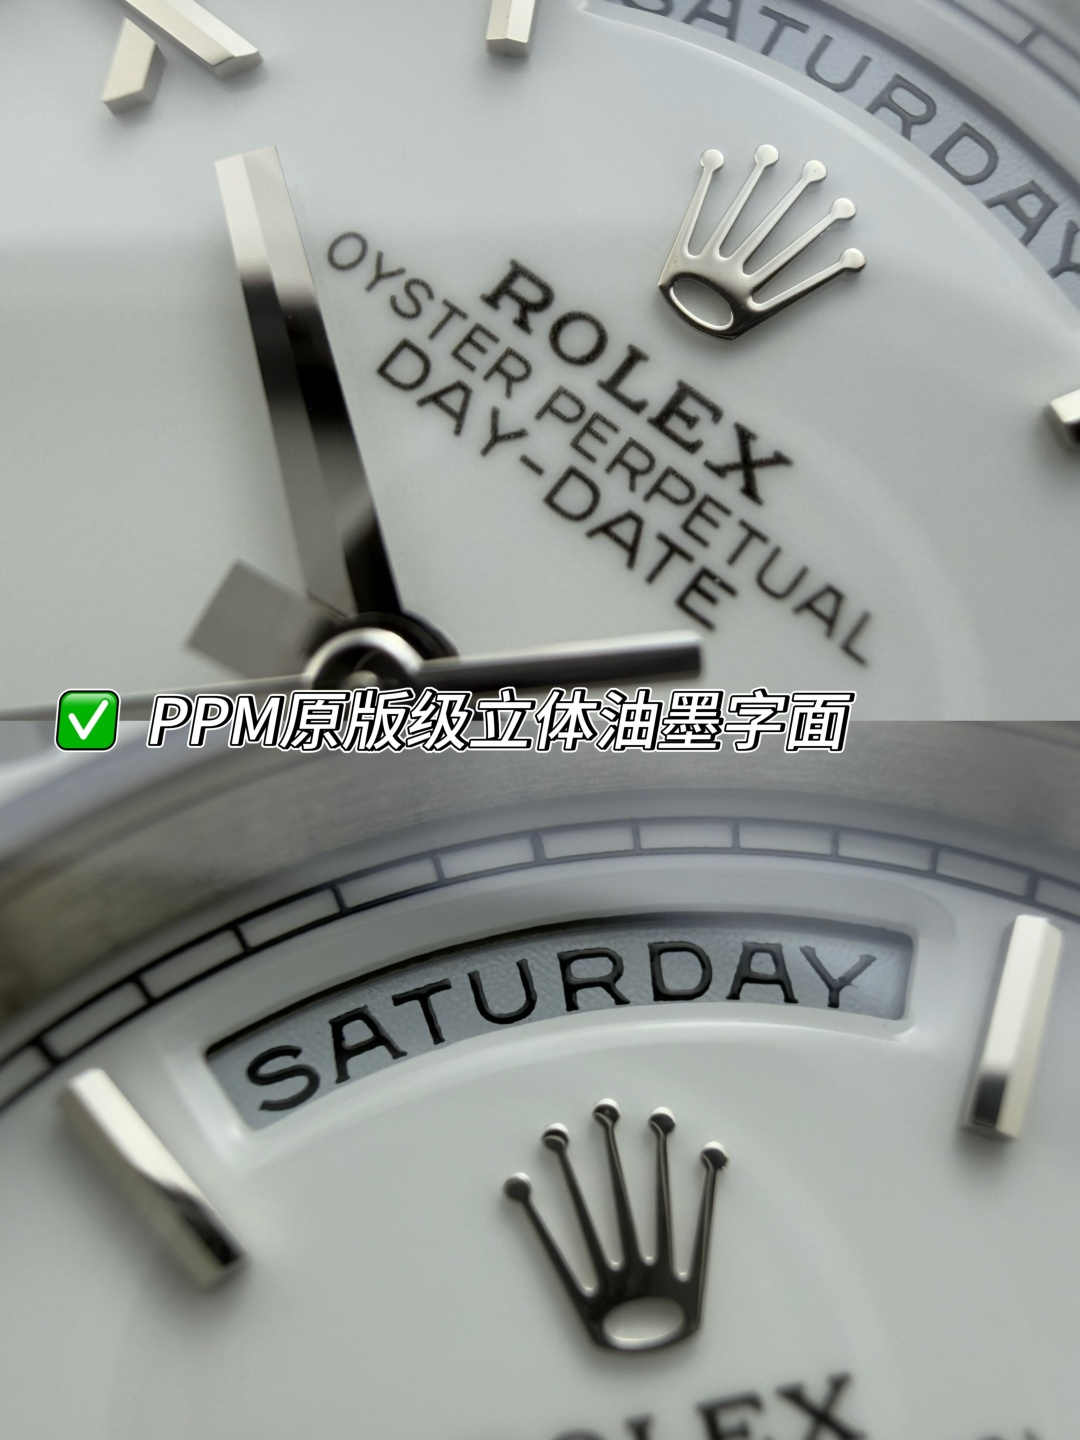 SATURDAY
ROLEX
OYSTER PERPETUAL
DAY-DATE
✅ PPM原版级立体油墨字面
SATURDAY
ROLEX